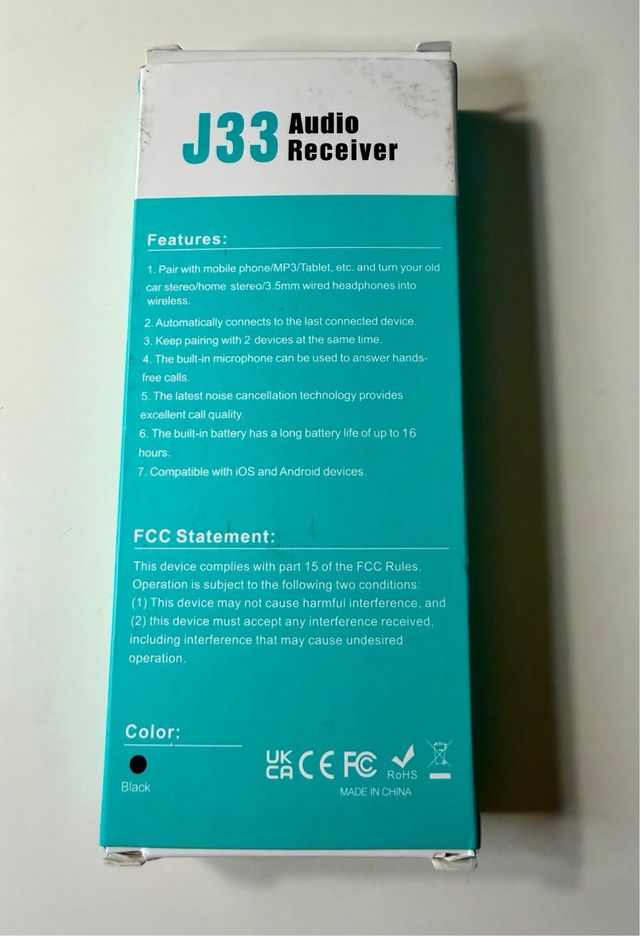 J33 Audio
Receiver
Features:
1. Pair with mobile phone/MP3/Tablet, etc. and turn your old
car stereo/home stereo/3.5mm wired headphones into
wireless.
2. Automatically connects to the last connected device.
3. Keep pairing with 2 devices at the same time.
4. The built-in microphone can be used to answer hands-
free calls.
5. The latest noise cancellation technology provides
excellent call quality.
6. The built-in battery has a long battery life of up to 16
hours.
7. Compatible with iOS and Android devices.
FCC Statement:
This device complies with part 15 of the FCC Rules.
Operation is subject to the following two conditions:
(1) This device may not cause harmful interference, and
(2) this device must accept any interference received,
including interference that may cause undesired
operation.
Color:
Black
UK
CA CE FC RoHS
MADE IN CHINA